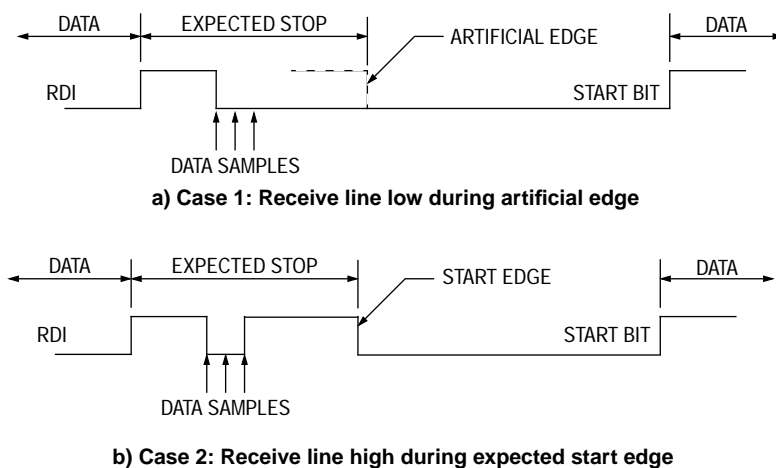 DATA EXPECTED STOP DATA
ARTIFICIAL EDGE
RDI START BIT
DATA SAMPLES
a) Case 1: Receive line low during artificial edge
DATA EXPECTED STOP DATA
START EDGE
RDI START BIT
DATA SAMPLES
b) Case 2: Receive line high during expected start edge